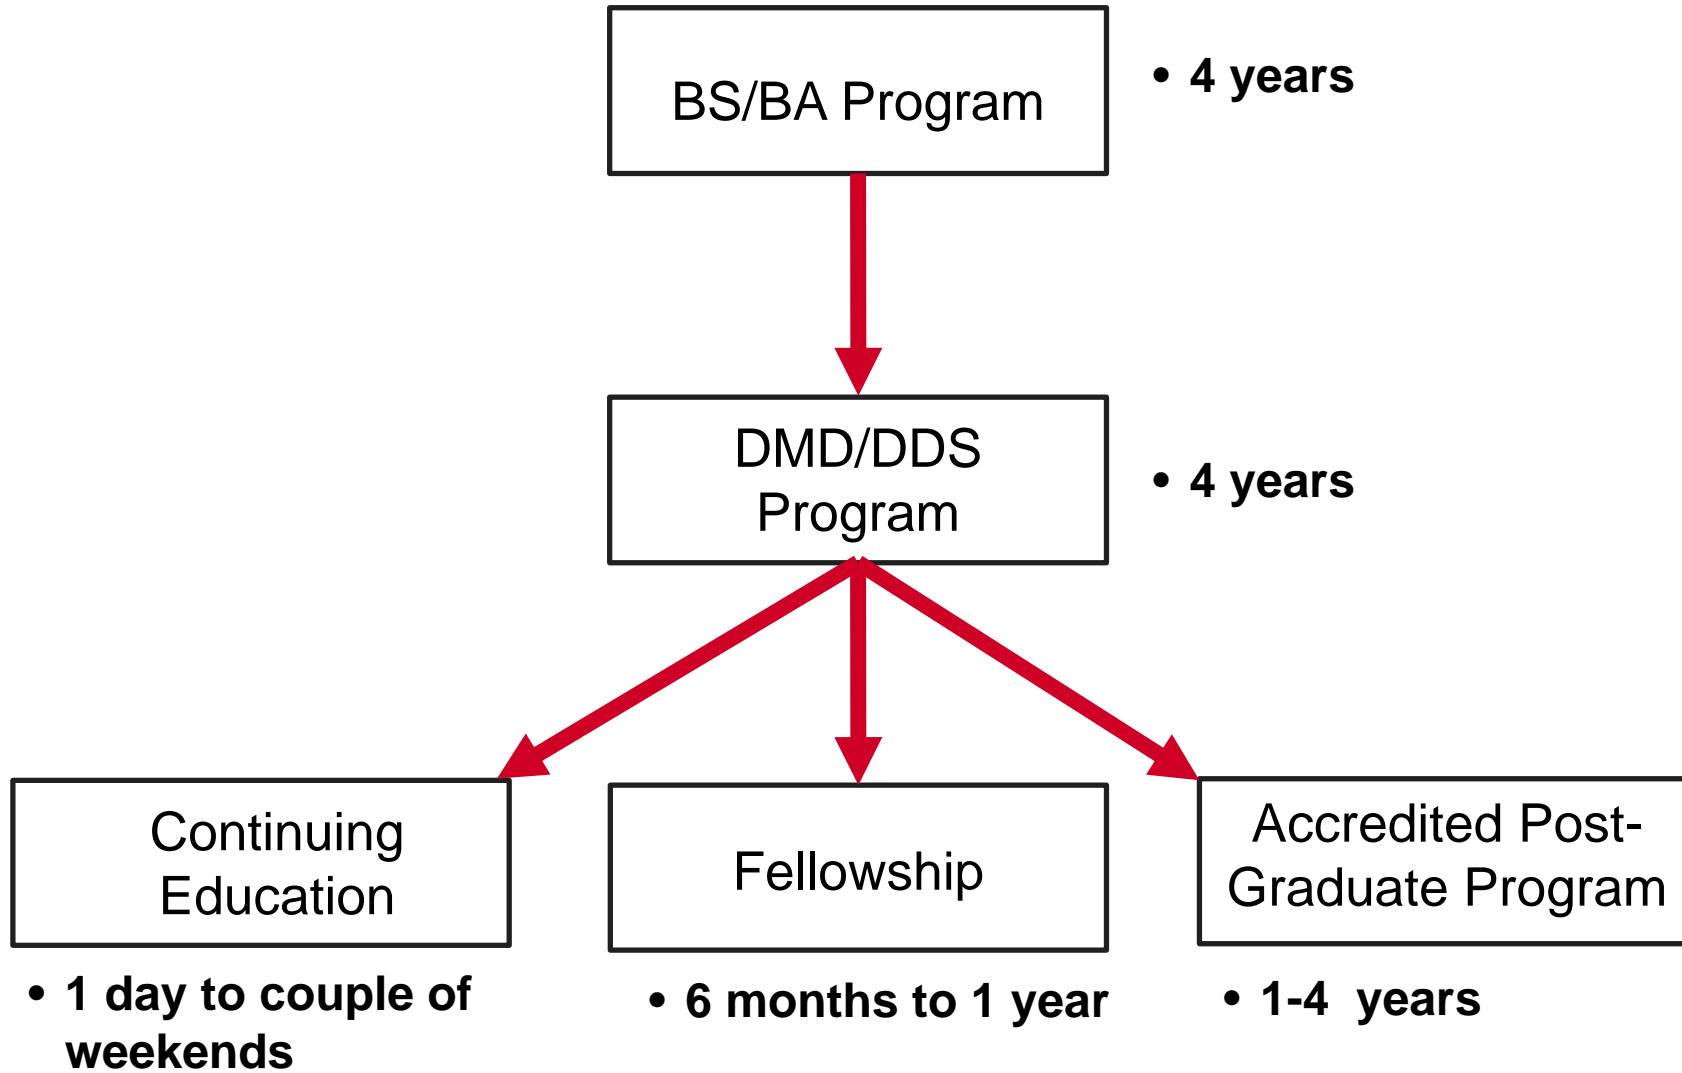 BS/BA Program
• 4 years
DMD/DDS
Program
• 4 years
Continuing
Education
• 1 day to couple of
weekends
Fellowship
• 6 months to 1 year
Accredited Post-
Graduate Program
• 1-4 years